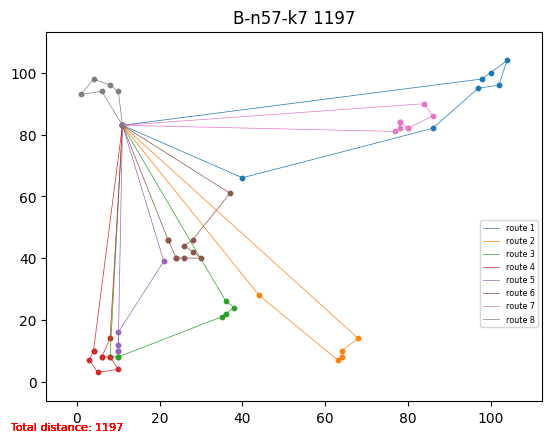 B-n57-k7 1197
100
80
60
40
20
0
0
20
40
60
80
100
route 1
route 2
route 3
route 4
route 5
route 6
route 7
route 8
Total distance: 1197